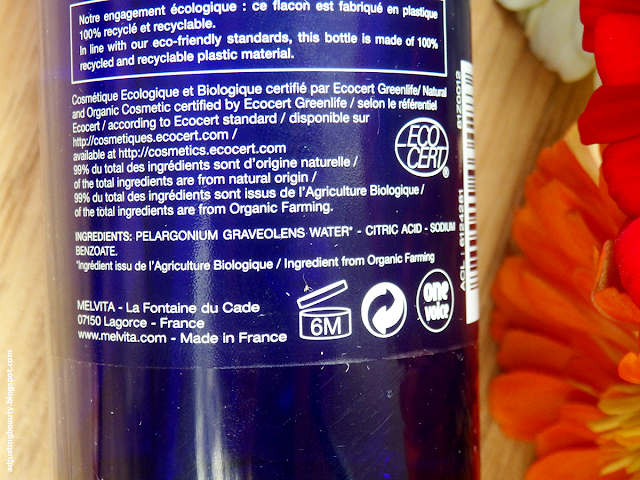 Notre engagement écologique : ce flacon est fabriqué en plastique
100% recyclé et recyclable.
In line with our eco-friendly standards, this bottle is made of 100%
recycled and recyclable plastic material.
Cosmétique Ecologique et Biologique certifié par Ecocert Greenlife/ Natural
and Organic Cosmetic certified by Ecocert Greenlife / selon le référentiel
Ecocert / according to Ecocert standard / disponible sur
http://cosmetiques.ecocert.com /
available at http://cosmetics.ecocert.com
99% du total des ingrédients sont d'origine naturelle /
of the total ingredients are from natural origin /
99% du total des ingrédients sont issus de l'Agriculture Biologique /
of the total ingredients are from Organic Farming.
ECO
CERT
®
INGREDIENTS: PELARGONIUM GRAVEOLENS WATER* - CITRIC ACID - SODIUM
BENZOATE.
*Ingrédient issu de l'Agriculture Biologique / Ingredient from Organic Farming
MELVITA - La Fontaine du Cade
07150 Lagorce - France
www.melvita.com - Made in France
6M
one
voice
81Z0012
adjustingbeauty.blogspot.com